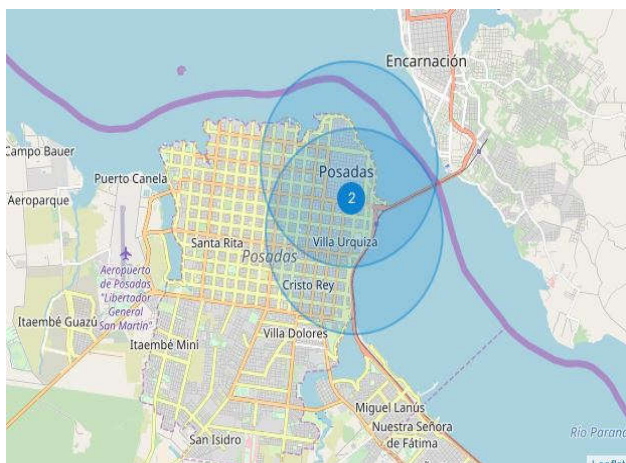 Encarnación
Campo Bauer
Puerto Canela
Posadas
Aeroparque
2
Santa Rita
Villa Urquiza
Posadas
Aeropuerto
de Posadas
"Libertador
General
San Martín"
Cristo Rey
Itaembé Guazú
Villa Dolores
Itaembé Miní
Miguel Lanús
Nuestra Señora
de Fátima
San Isidro
Río Paraná